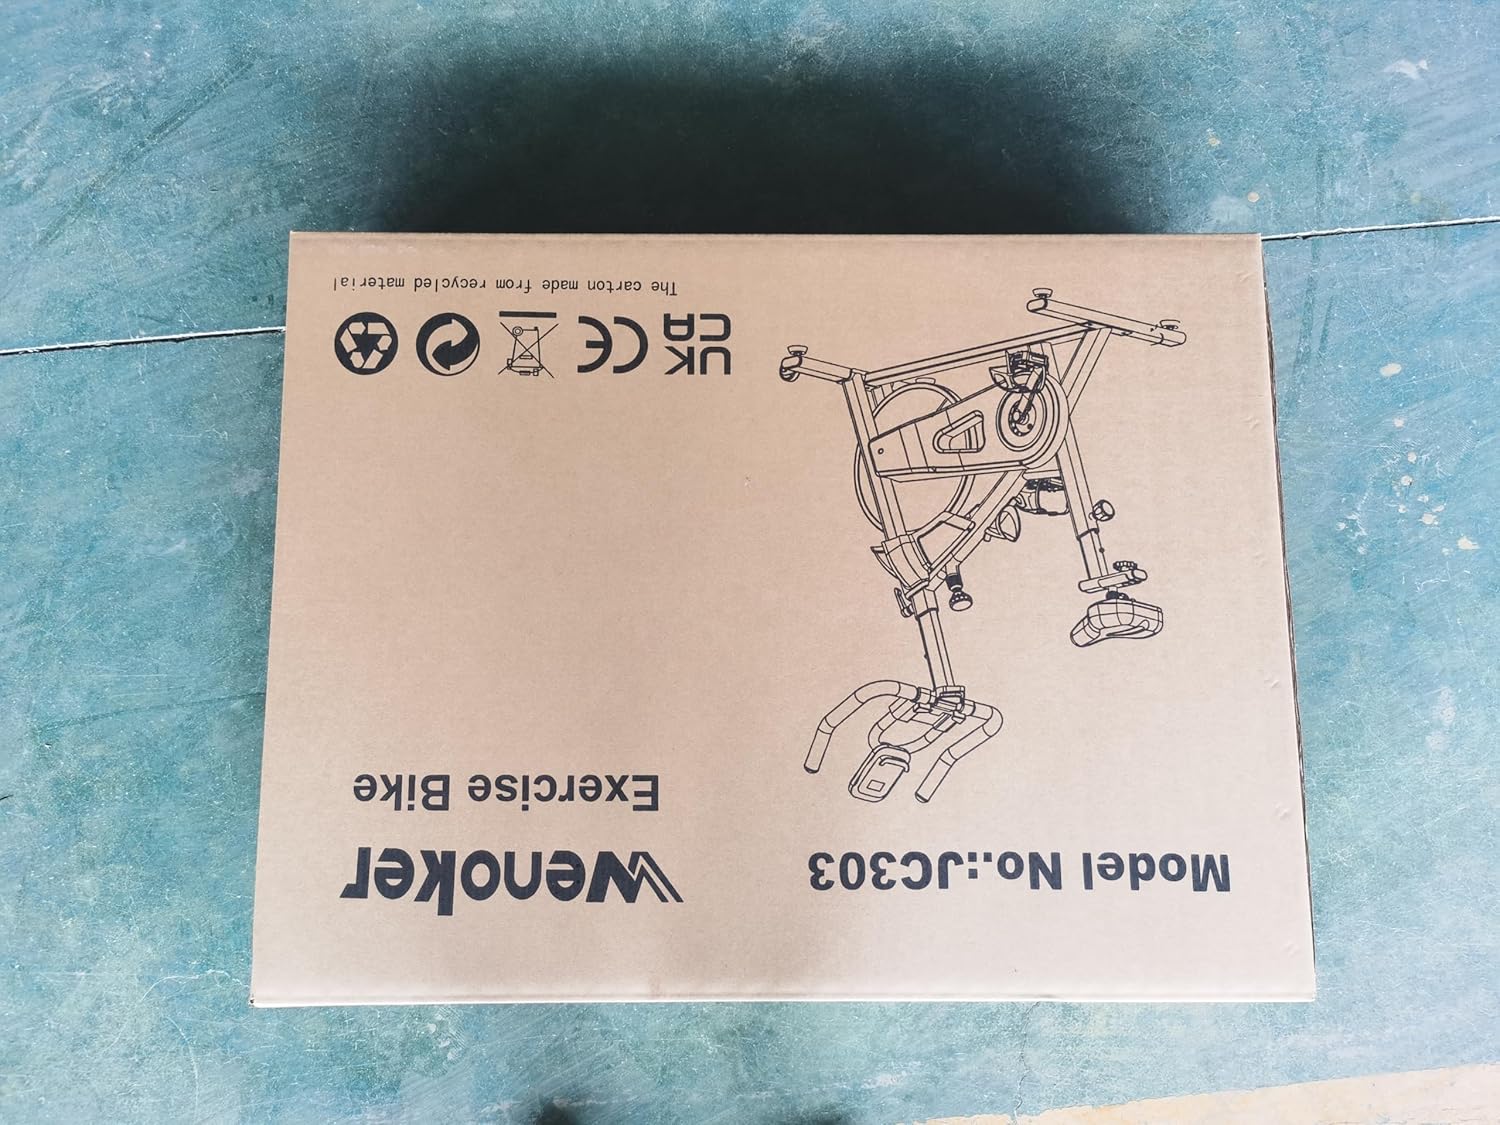 Wenoker
Exercise Bike
Model No.:JC303
UK
CA
CE
The carton made from recycled material